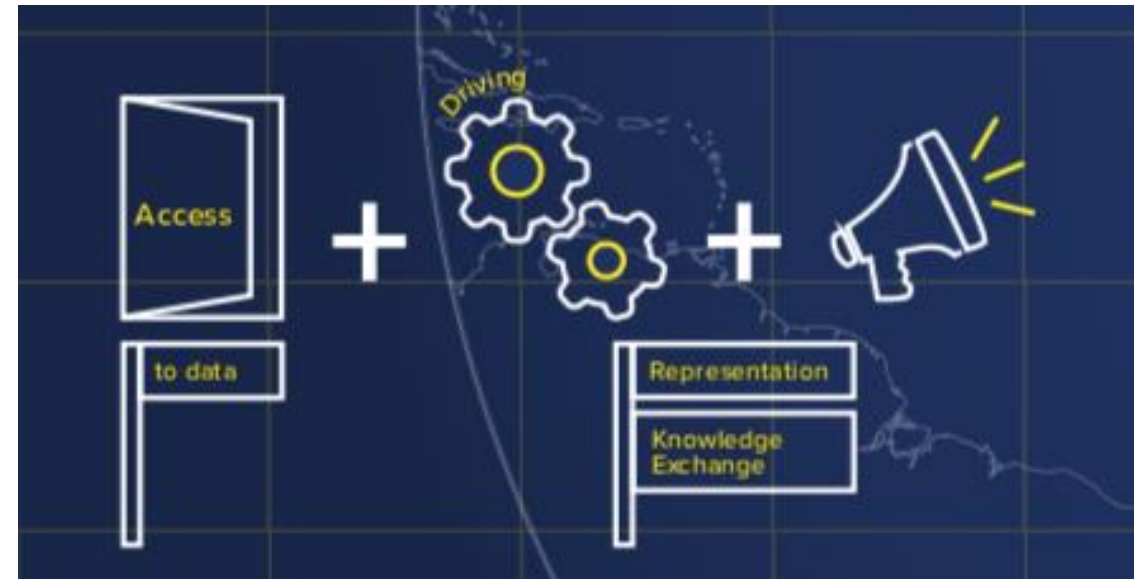 Driving
Access
to data
Representation
Knowledge
Exchange